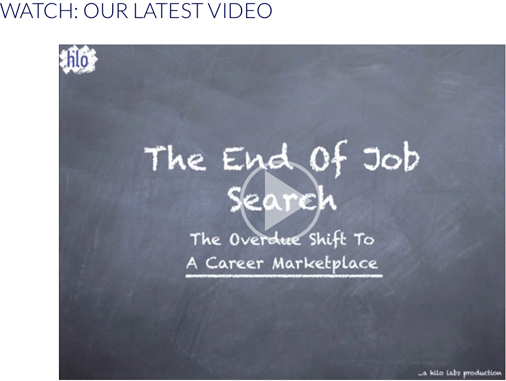 WATCH: OUR LATEST VIDEO
hilo
The End Of Job
Search
The Overdue Shift To
A Career Marketplace
...a hilo labs production